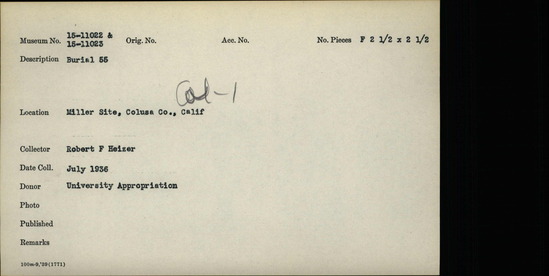 Museum No. 15-11022 & 15-11023 Orig. No. Acc. No. No. Pieces F 2 1/2 x 2 1/2
Description Burial 55
Col-1
Location Miller Site, Colusa Co., Calif
Collector Robert F Heizer
Date Coll. July 1936
Donor University Appropriation
Photo
Published
Remarks
100m-9,'29(1771)